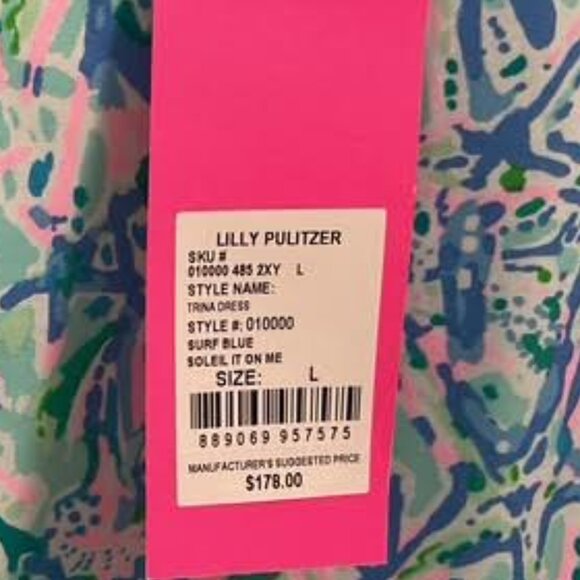 LILLY PULITZER
SKU #
010000 485 2XY L
STYLE NAME:
TRINA DRESS
STYLE #: 010000
SURF BLUE
SOLEIL IT ON ME
SIZE: L
889069 957575
MANUFACTURER'S SUGGESTED PRICE
$178.00